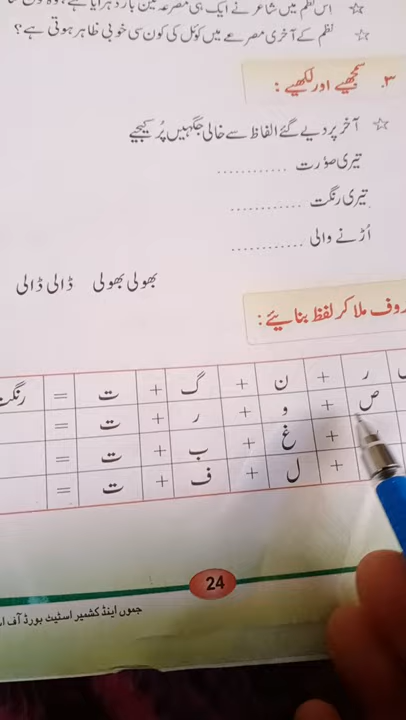 اس نظم میں شاعر نے ایک ہی مصرعہ تین بار دہرایا ہے،
نظم کے آخری مصرعے میں کوئل کی کون سی خوبی ظاہر ہوتی ہے؟
۳. سمجھیے اور لکھیے :
آخر پر دیے گئے الفاظ سے خالی جگہیں پُر کیجیے
تیری صوٗرت ............
تیری رنگت ............
اُڑنے والی ............
بھولی بھولی ڈالی ڈالی
ملا کر لفظ بنائیے :
ر + ن + گ + ت = رنگت
ص + و + ر + ت =
+ غ + ب + ت =
+ ل + ف + ت =
24
جموں اینڈ کشمیر اسٹیٹ بورڈ آف